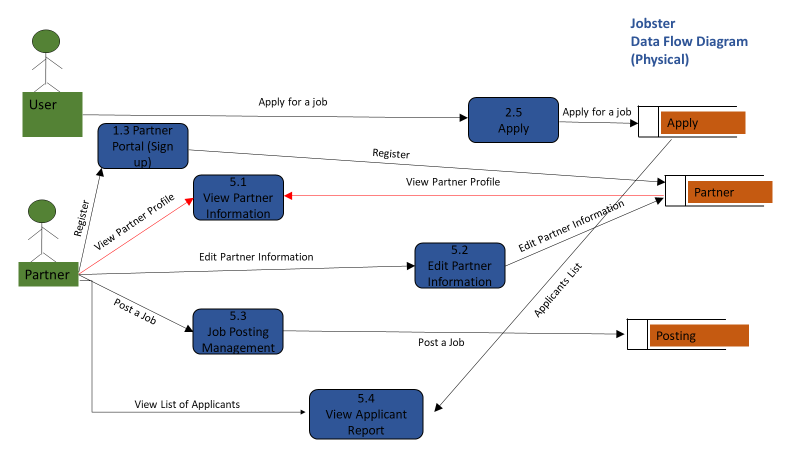 Jobster
Data Flow Diagram
(Physical)
User
Apply for a job
2.5
Apply
Apply for a job
Apply
1.3 Partner
Portal (Sign
up)
Register
Register
View Partner Profile
5.1
View Partner
Information
View Partner Profile
Partner
Partner
Edit Partner Information
5.2
Edit Partner
Information
Edit Partner Information
Applicants List
Post a Job
5.3
Job Posting
Management
Post a Job
Posting
View List of Applicants
5.4
View Applicant
Report